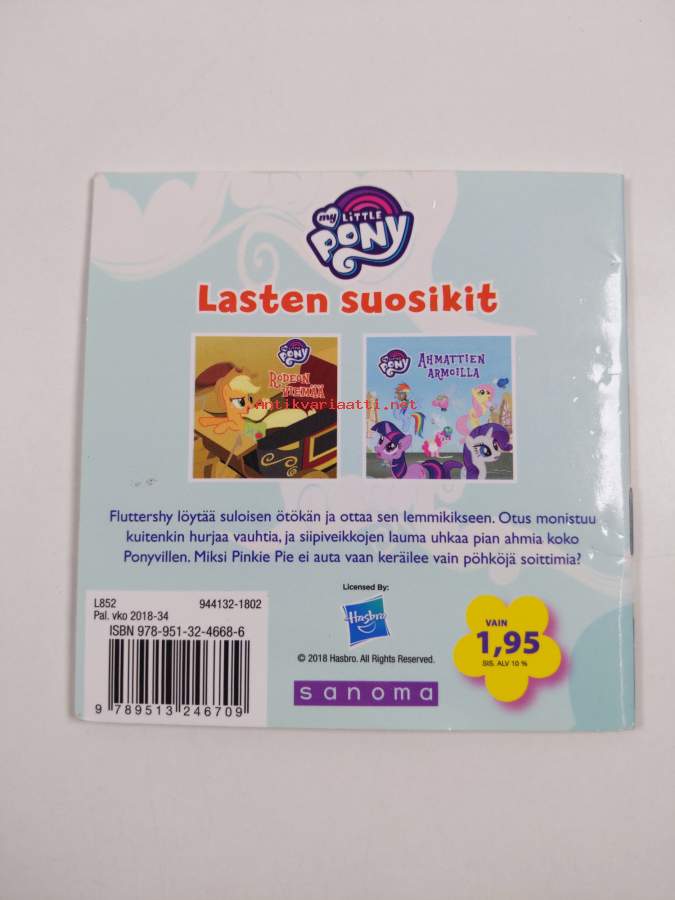 my LITTLE
PONY
Lasten suosikit
PONY
RODEON
HEMAÄ
PONY
AHMATTIEN
ARMOILLA
antikvariaatti.net
Fluttershy löytää suloisen ötökän ja ottaa sen lemmikikseen. Otus monistuu
kuitenkin hurjaa vauhtia, ja siipiveikkojen lauma uhkaa pian ahmia koko
Ponyvillen. Miksi Pinkie Pie ei auta vaan keräilee vain pöhköjä soittimia?
L852 944132-1802
Pal. vko 2018-34
ISBN 978-951-32-4668-6
9 789513 246709
Licensed By:
Hasbro
© 2018 Hasbro. All Rights Reserved.
sanoma
VAIN
1,95
SIS. ALV 10 %